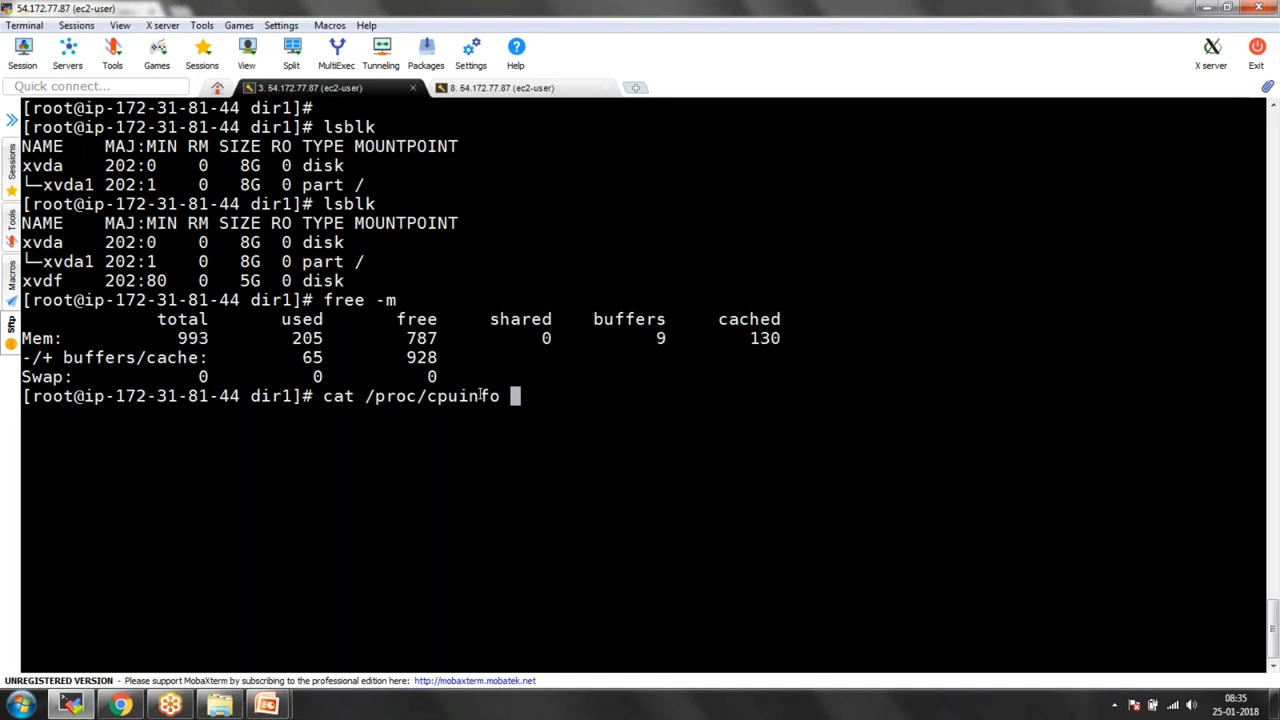 54.172.77.87 (ec2-user)
Terminal Sessions View X server Tools Games Settings Macros Help
Session Servers Tools Games Sessions View Split MultiExec Tunneling Packages Settings Help X server Exit
Quick connect... 3. 54.172.77.87 (ec2-user) 8. 54.172.77.87 (ec2-user)
Sessions
Tools
Macros
Sftp
[root@ip-172-31-81-44 dir1]#
[root@ip-172-31-81-44 dir1]# lsblk
NAME MAJ:MIN RM SIZE RO TYPE MOUNTPOINT
xvda 202:0 0 8G 0 disk
└─xvda1 202:1 0 8G 0 part /
[root@ip-172-31-81-44 dir1]# lsblk
NAME MAJ:MIN RM SIZE RO TYPE MOUNTPOINT
xvda 202:0 0 8G 0 disk
└─xvda1 202:1 0 8G 0 part /
xvdf 202:80 0 5G 0 disk
[root@ip-172-31-81-44 dir1]# free -m
total used free shared buffers cached
Mem: 993 205 787 0 9 130
-/+ buffers/cache: 65 928
Swap: 0 0 0
[root@ip-172-31-81-44 dir1]# cat /proc/cpuinfo
UNREGISTERED VERSION - Please support MobaXterm by subscribing to the professional edition here: http://mobaxterm.mobatek.net
08:35
25-01-2018